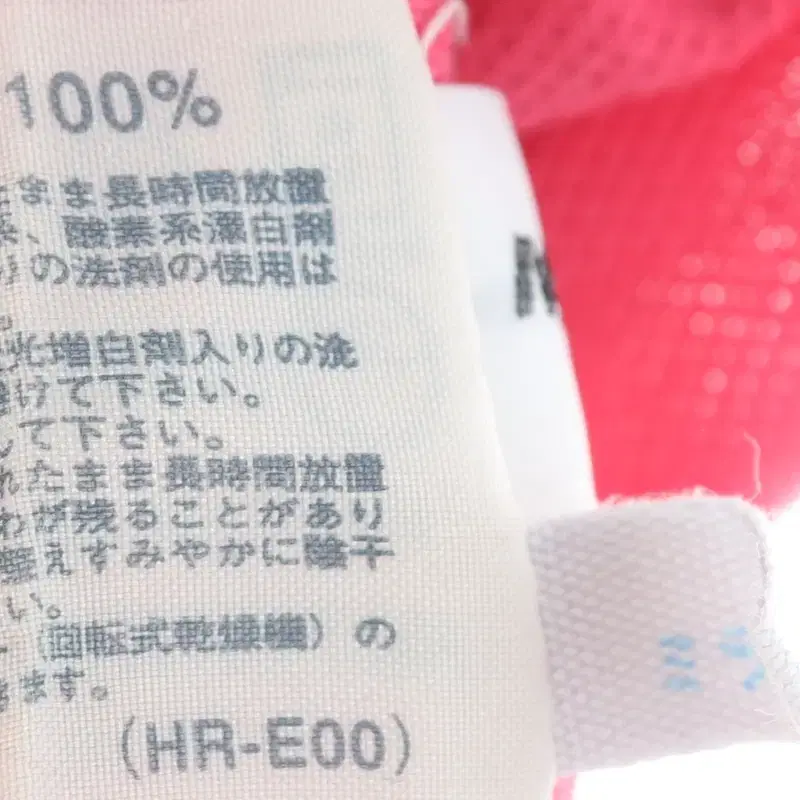 100%
まま長時間放置
系、酸素系漂白剤
りの洗剤の使用は
。
光増白剤入りの洗
けて下さい。
して下さい。
れたまま長時間放置
わが残ることがあり
整えすみやかに陰干
い。
(回転式乾燥機)の
きます。
(HR-E00)
M